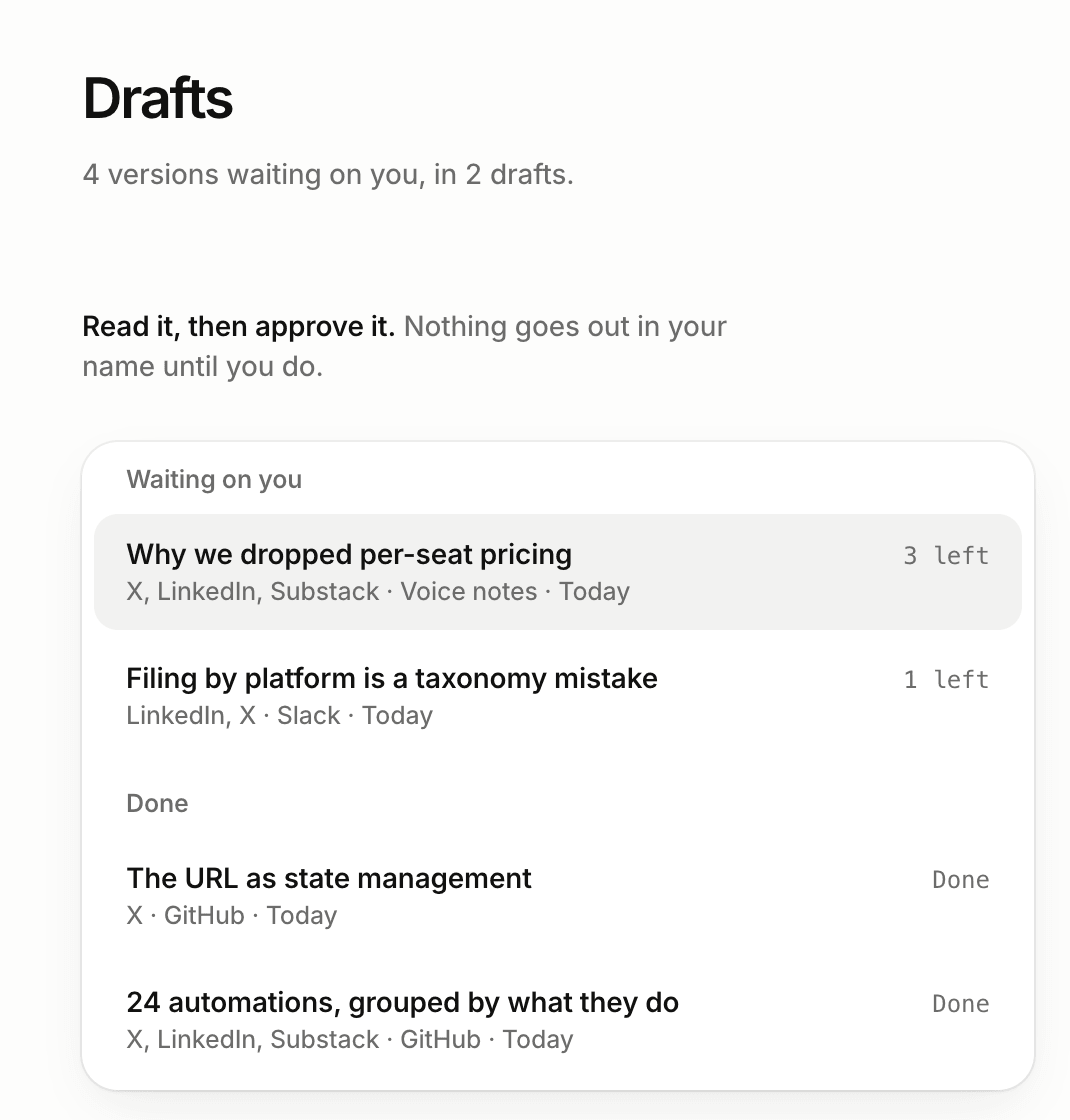 Drafts
4 versions waiting on you, in 2 drafts.
Read it, then approve it. Nothing goes out in your
name until you do.
Waiting on you
Why we dropped per-seat pricing
3 left
X, LinkedIn, Substack · Voice notes · Today
Filing by platform is a taxonomy mistake
1 left
LinkedIn, X · Slack · Today
Done
The URL as state management
Done
X · GitHub · Today
24 automations, grouped by what they do
Done
X, LinkedIn, Substack · GitHub · Today